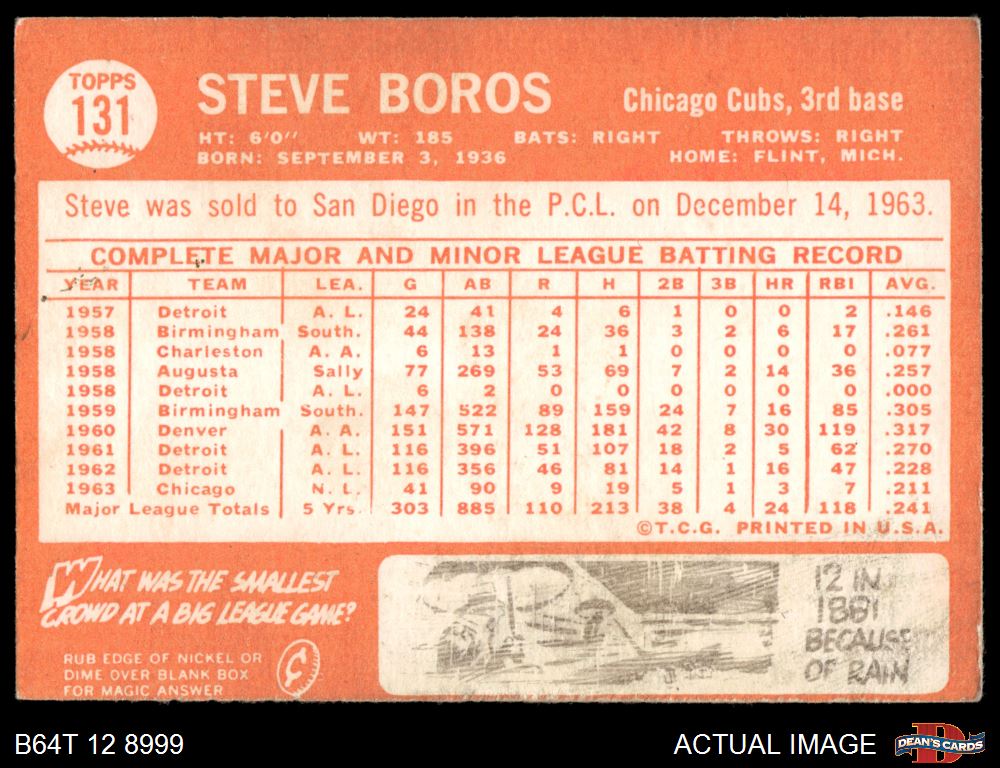 TOPPS
131
STEVE BOROS
Chicago Cubs, 3rd base
HT: 6'0" WT: 185 BATS: RIGHT THROWS: RIGHT
BORN: SEPTEMBER 3, 1936 HOME: FLINT, MICH.
Steve was sold to San Diego in the P.C.L. on December 14, 1963.
COMPLETE MAJOR AND MINOR LEAGUE BATTING RECORD
YEAR TEAM LEA. G AB R H 2B 3B HR RBI AVG.
1957 Detroit A. L. 24 41 4 6 1 0 0 2 .146
1958 Birmingham South. 44 138 24 36 3 2 6 17 .261
1958 Charleston A. A. 6 13 1 1 0 0 0 0 .077
1958 Augusta Sally 77 269 53 69 7 2 14 36 .257
1958 Detroit A. L. 6 2 0 0 0 0 0 0 .000
1959 Birmingham South. 147 522 89 159 24 7 16 85 .305
1960 Denver A. A. 151 571 128 181 42 8 30 119 .317
1961 Detroit A. L. 116 396 51 107 18 2 5 62 .270
1962 Detroit A. L. 116 356 46 81 14 1 16 47 .228
1963 Chicago N. L. 41 90 9 19 5 1 3 7 .211
Major League Totals 5 Yrs. 303 885 110 213 38 4 24 118 .241
©T.C.G. PRINTED IN U.S.A.
WHAT WAS THE SMALLEST
CROWD AT A BIG LEAGUE GAME?
RUB EDGE OF NICKEL OR
DIME OVER BLANK BOX
FOR MAGIC ANSWER
12 IN
1881
BECAUSE
OF RAIN
B64T 12 8999
ACTUAL IMAGE
DEAN'S CARDS